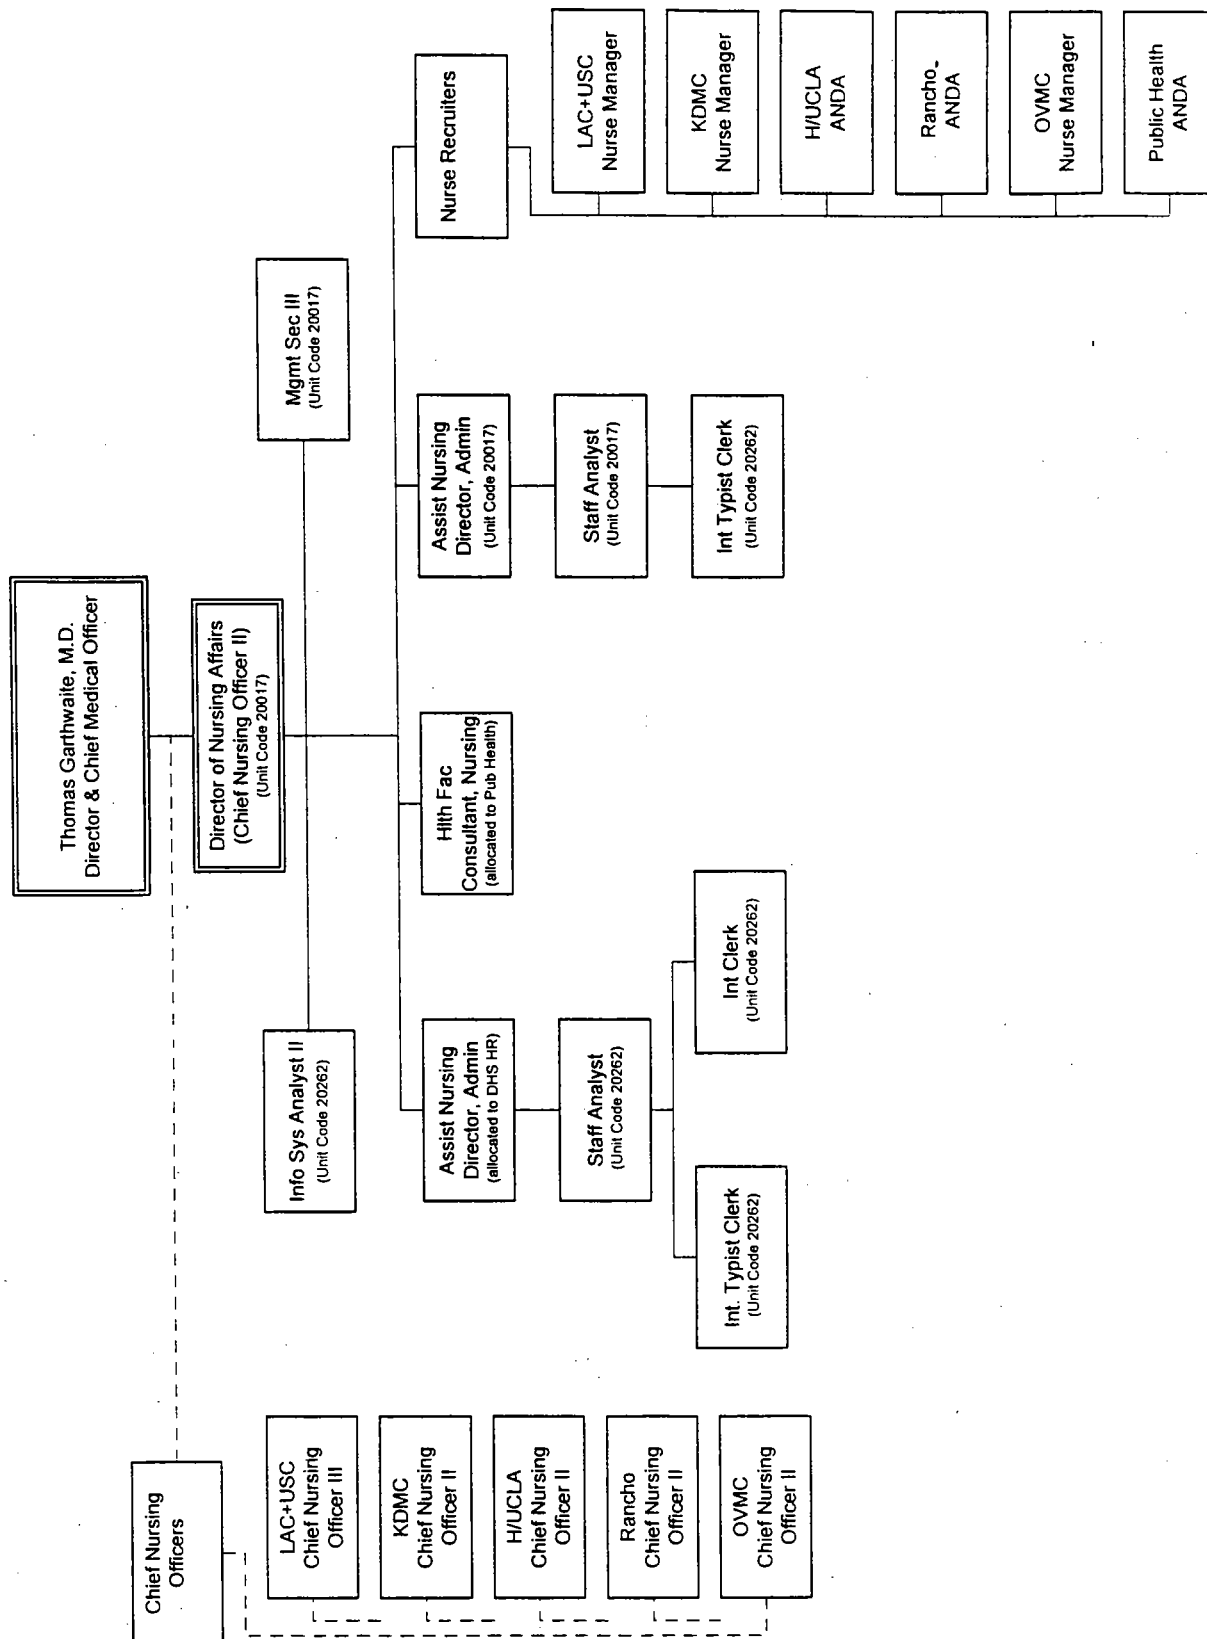 Thomas Garthwaite, M.D.
Director & Chief Medical Officer
Director of Nursing Affairs
(Chief Nursing Officer II)
(Unit Code 20017)
Chief Nursing
Officers
LAC+USC
Chief Nursing
Officer III
KDMC
Chief Nursing
Officer II
H/UCLA
Chief Nursing
Officer II
Rancho
Chief Nursing
Officer II
OVMC
Chief Nursing
Officer II
Info Sys Analyst II
(Unit Code 20262)
Mgmt Sec III
(Unit Code 20017)
Assist Nursing
Director, Admin
(allocated to DHS HR)
Staff Analyst
(Unit Code 20262)
Int. Typist Clerk
(Unit Code 20262)
Int Clerk
(Unit Code 20262)
Hlth Fac
Consultant, Nursing
(allocated to Pub Health)
Assist Nursing
Director, Admin
(Unit Code 20017)
Staff Analyst
(Unit Code 20017)
Int Typist Clerk
(Unit Code 20262)
Nurse Recruiters
LAC+USC
Nurse Manager
KDMC
Nurse Manager
H/UCLA
ANDA
Rancho_
ANDA
OVMC
Nurse Manager
Public Health
ANDA